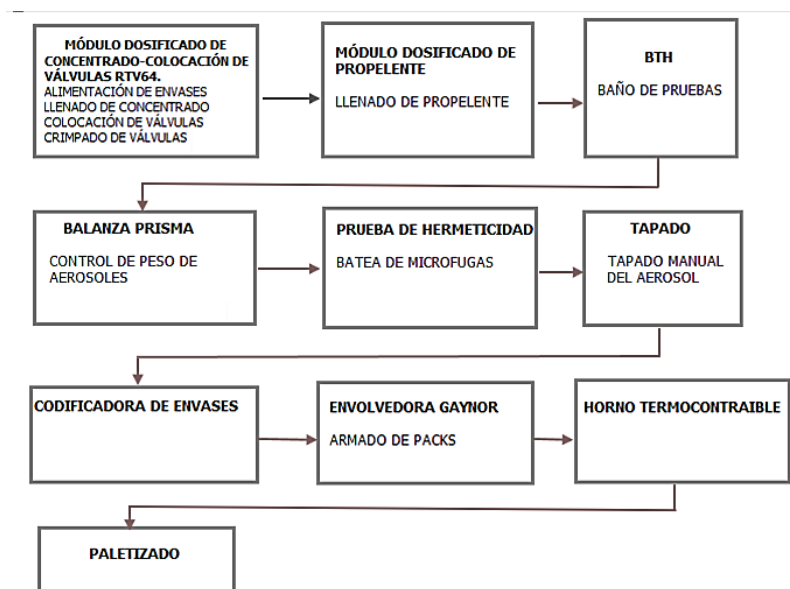 MÓDULO DOSIFICADO DE
CONCENTRADO-COLOCACIÓN DE
VÁLVULAS RTV64.
ALIMENTACIÓN DE ENVASES
LLENADO DE CONCENTRADO
COLOCACIÓN DE VÁLVULAS
CRIMPADO DE VÁLVULAS
MÓDULO DOSIFICADO DE
PROPELENTE
LLENADO DE PROPELENTE
BTH
BAÑO DE PRUEBAS
BALANZA PRISMA
CONTROL DE PESO DE
AEROSOLES
PRUEBA DE HERMETICIDAD
BATEA DE MICROFUGAS
TAPADO
TAPADO MANUAL
DEL AEROSOL
CODIFICADORA DE ENVASES
ENVOLVEDORA GAYNOR
ARMADO DE PACKS
HORNO TERMOCONTRAIBLE
PALETIZADO